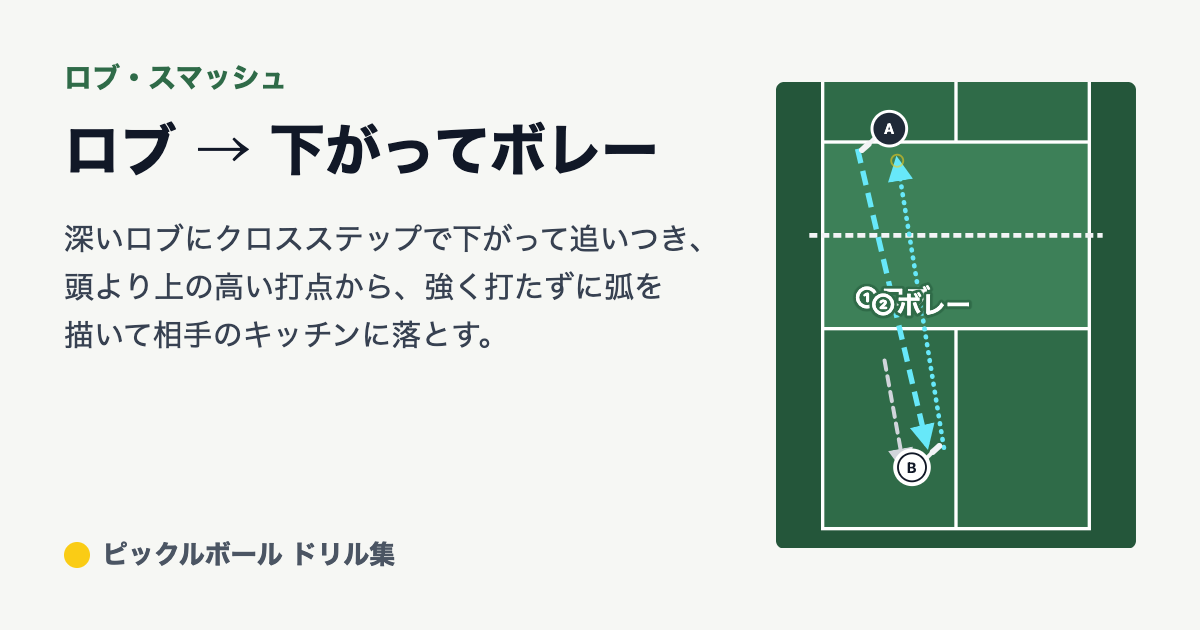 ロブ・スマッシュ
ロブ → 下がってボレー
深いロブにクロスステップで下がって追いつき、
頭より上の高い打点から、強く打たずに弧を
描いて相手のキッチンに落とす。
ピックルボール ドリル集
A
①②ボレー
B